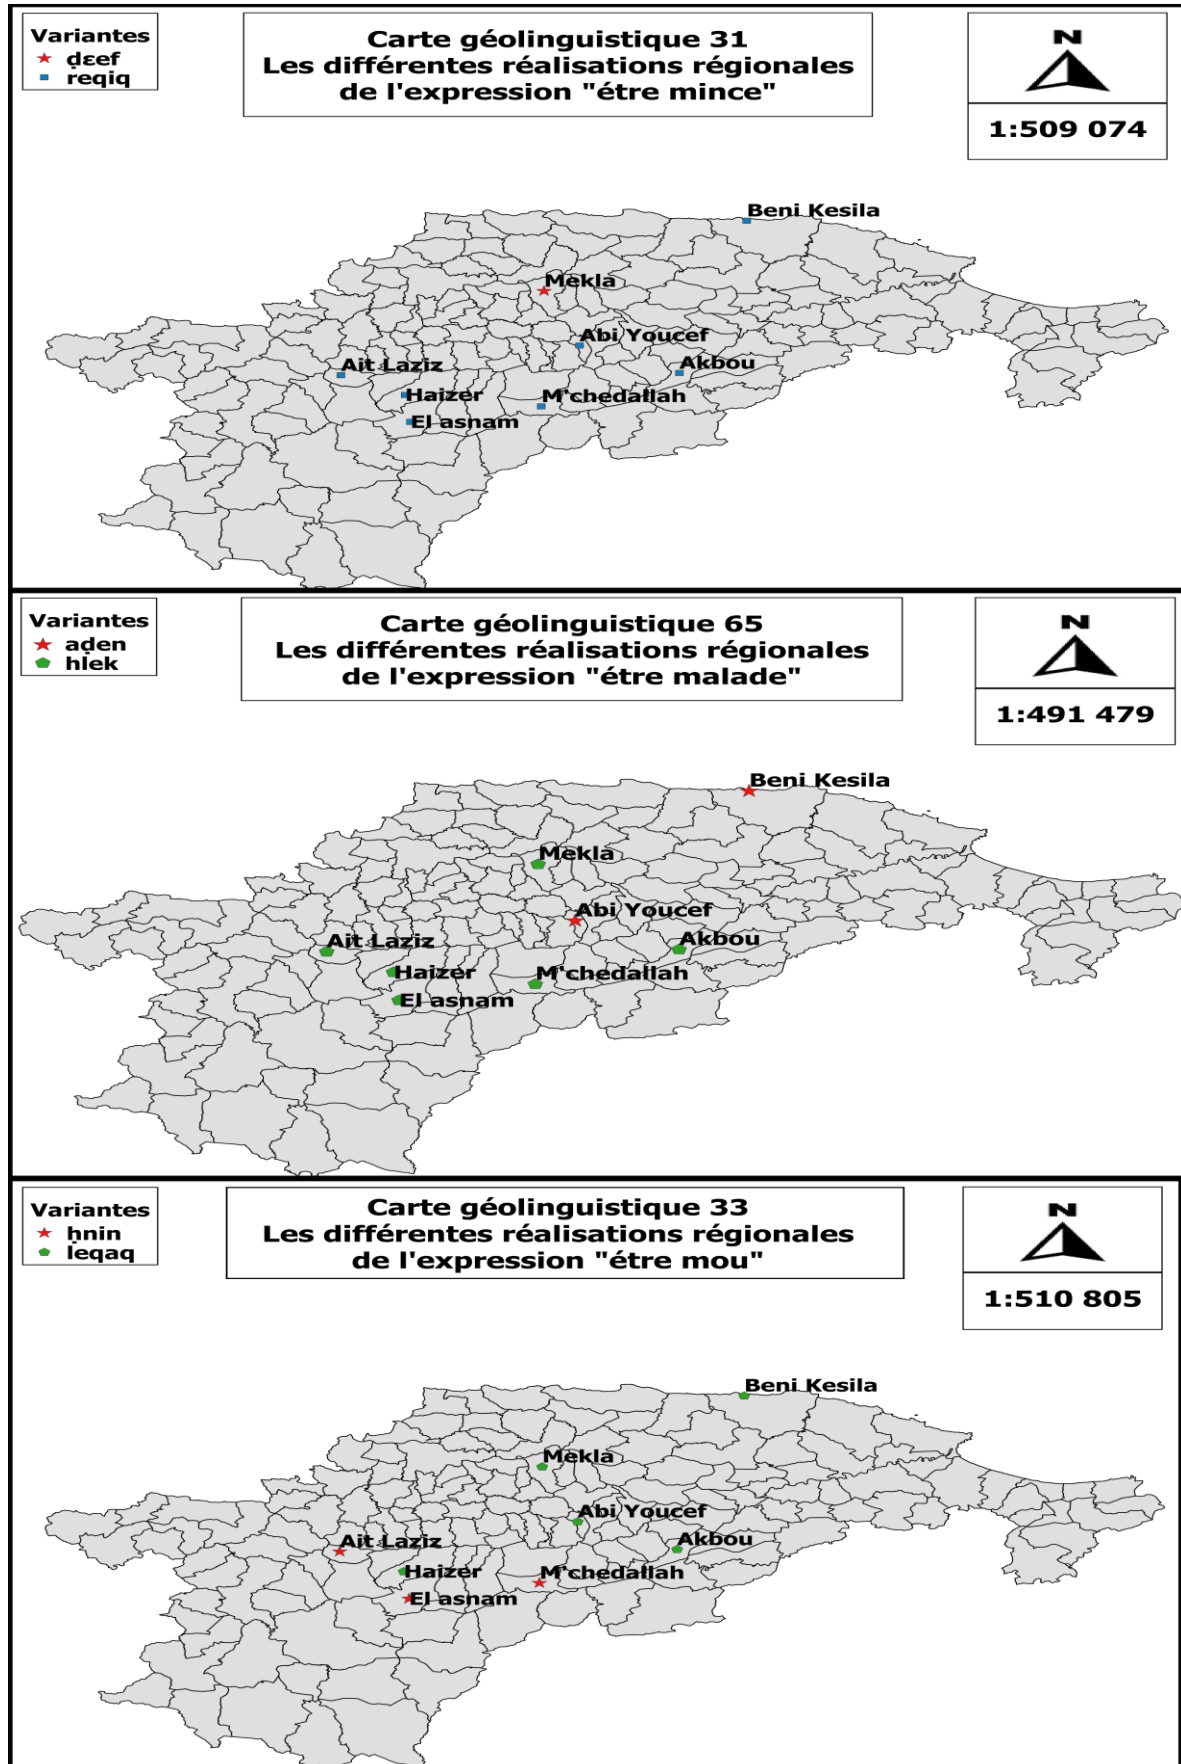 Variantes
ḍɛef
reqiq
Carte géolinguistique 31
Les différentes réalisations régionales
de l'expression "étre mince"
N
1:509 074
Beni Kesila
Mekla
Abi Youcef
Ait Laziz
Akbou
Haizer
M'chedallah
El asnam
Variantes
aḍen
hlek
Carte géolinguistique 65
Les différentes réalisations régionales
de l'expression "étre malade"
N
1:491 479
Beni Kesila
Mekla
Abi Youcef
Ait Laziz
Akbou
Haizer
M'chedallah
El asnam
Variantes
ḥnin
leqaq
Carte géolinguistique 33
Les différentes réalisations régionales
de l'expression "étre mou"
N
1:510 805
Beni Kesila
Mekla
Abi Youcef
Ait Laziz
Akbou
Haizer
M'chedallah
El asnam